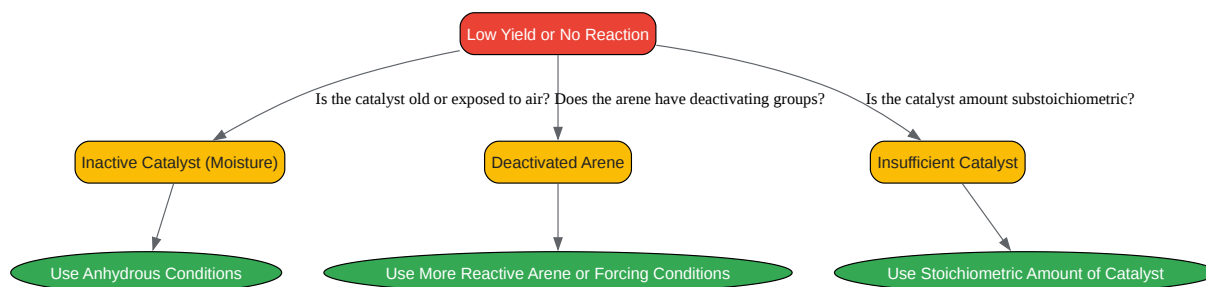 Low Yield or No Reaction
Is the catalyst old or exposed to air?
Does the arene have deactivating groups?
Is the catalyst amount substoichiometric?
Inactive Catalyst (Moisture)
Deactivated Arene
Insufficient Catalyst
Use Anhydrous Conditions
Use More Reactive Arene or Forcing Conditions
Use Stoichiometric Amount of Catalyst